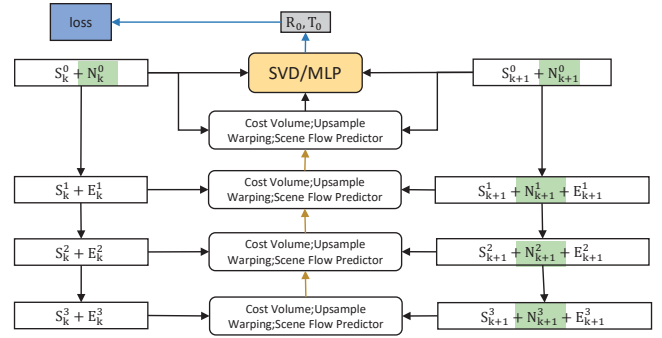 loss
R₀, T₀
S⁰ₖ + N⁰ₖ
SVD/MLP
S⁰ₖ₊₁ + N⁰ₖ₊₁
Cost Volume;Upsample
Warping;Scene Flow Predictor
S¹ₖ + E¹ₖ
Cost Volume;Upsample
Warping;Scene Flow Predictor
S¹ₖ₊₁ + N¹ₖ₊₁ + E¹ₖ₊₁
S²ₖ + E²ₖ
Cost Volume;Upsample
Warping;Scene Flow Predictor
S²ₖ₊₁ + N²ₖ₊₁ + E²ₖ₊₁
S³ₖ + E³ₖ
Cost Volume;Upsample
Warping;Scene Flow Predictor
S³ₖ₊₁ + N³ₖ₊₁ + E³ₖ₊₁